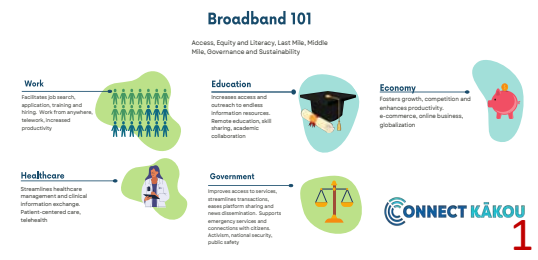 Broadband 101
Access, Equity and Literacy, Last Mile, Middle
Mile, Governance and Sustainability
Work
Facilitates job search,
application, training and
hiring. Work from anywhere,
telework, increased
productivity
Education
Increases access and
outreach to endless
information resources.
Remote education, skill
sharing, academic
collaboration
Economy
Fosters growth, competition and
enhances productivity.
e-commerce, online business,
globalization
Healthcare
Streamlines healthcare
management and clinical
information exchange.
Patient-centered care,
telehealth
Government
Improves access to services,
streamlines transactions,
eases platform sharing and
news dissemination. Supports
emergency services and
connections with citizens.
Activism, national security,
public safety
CONNECT KĀKOU
1